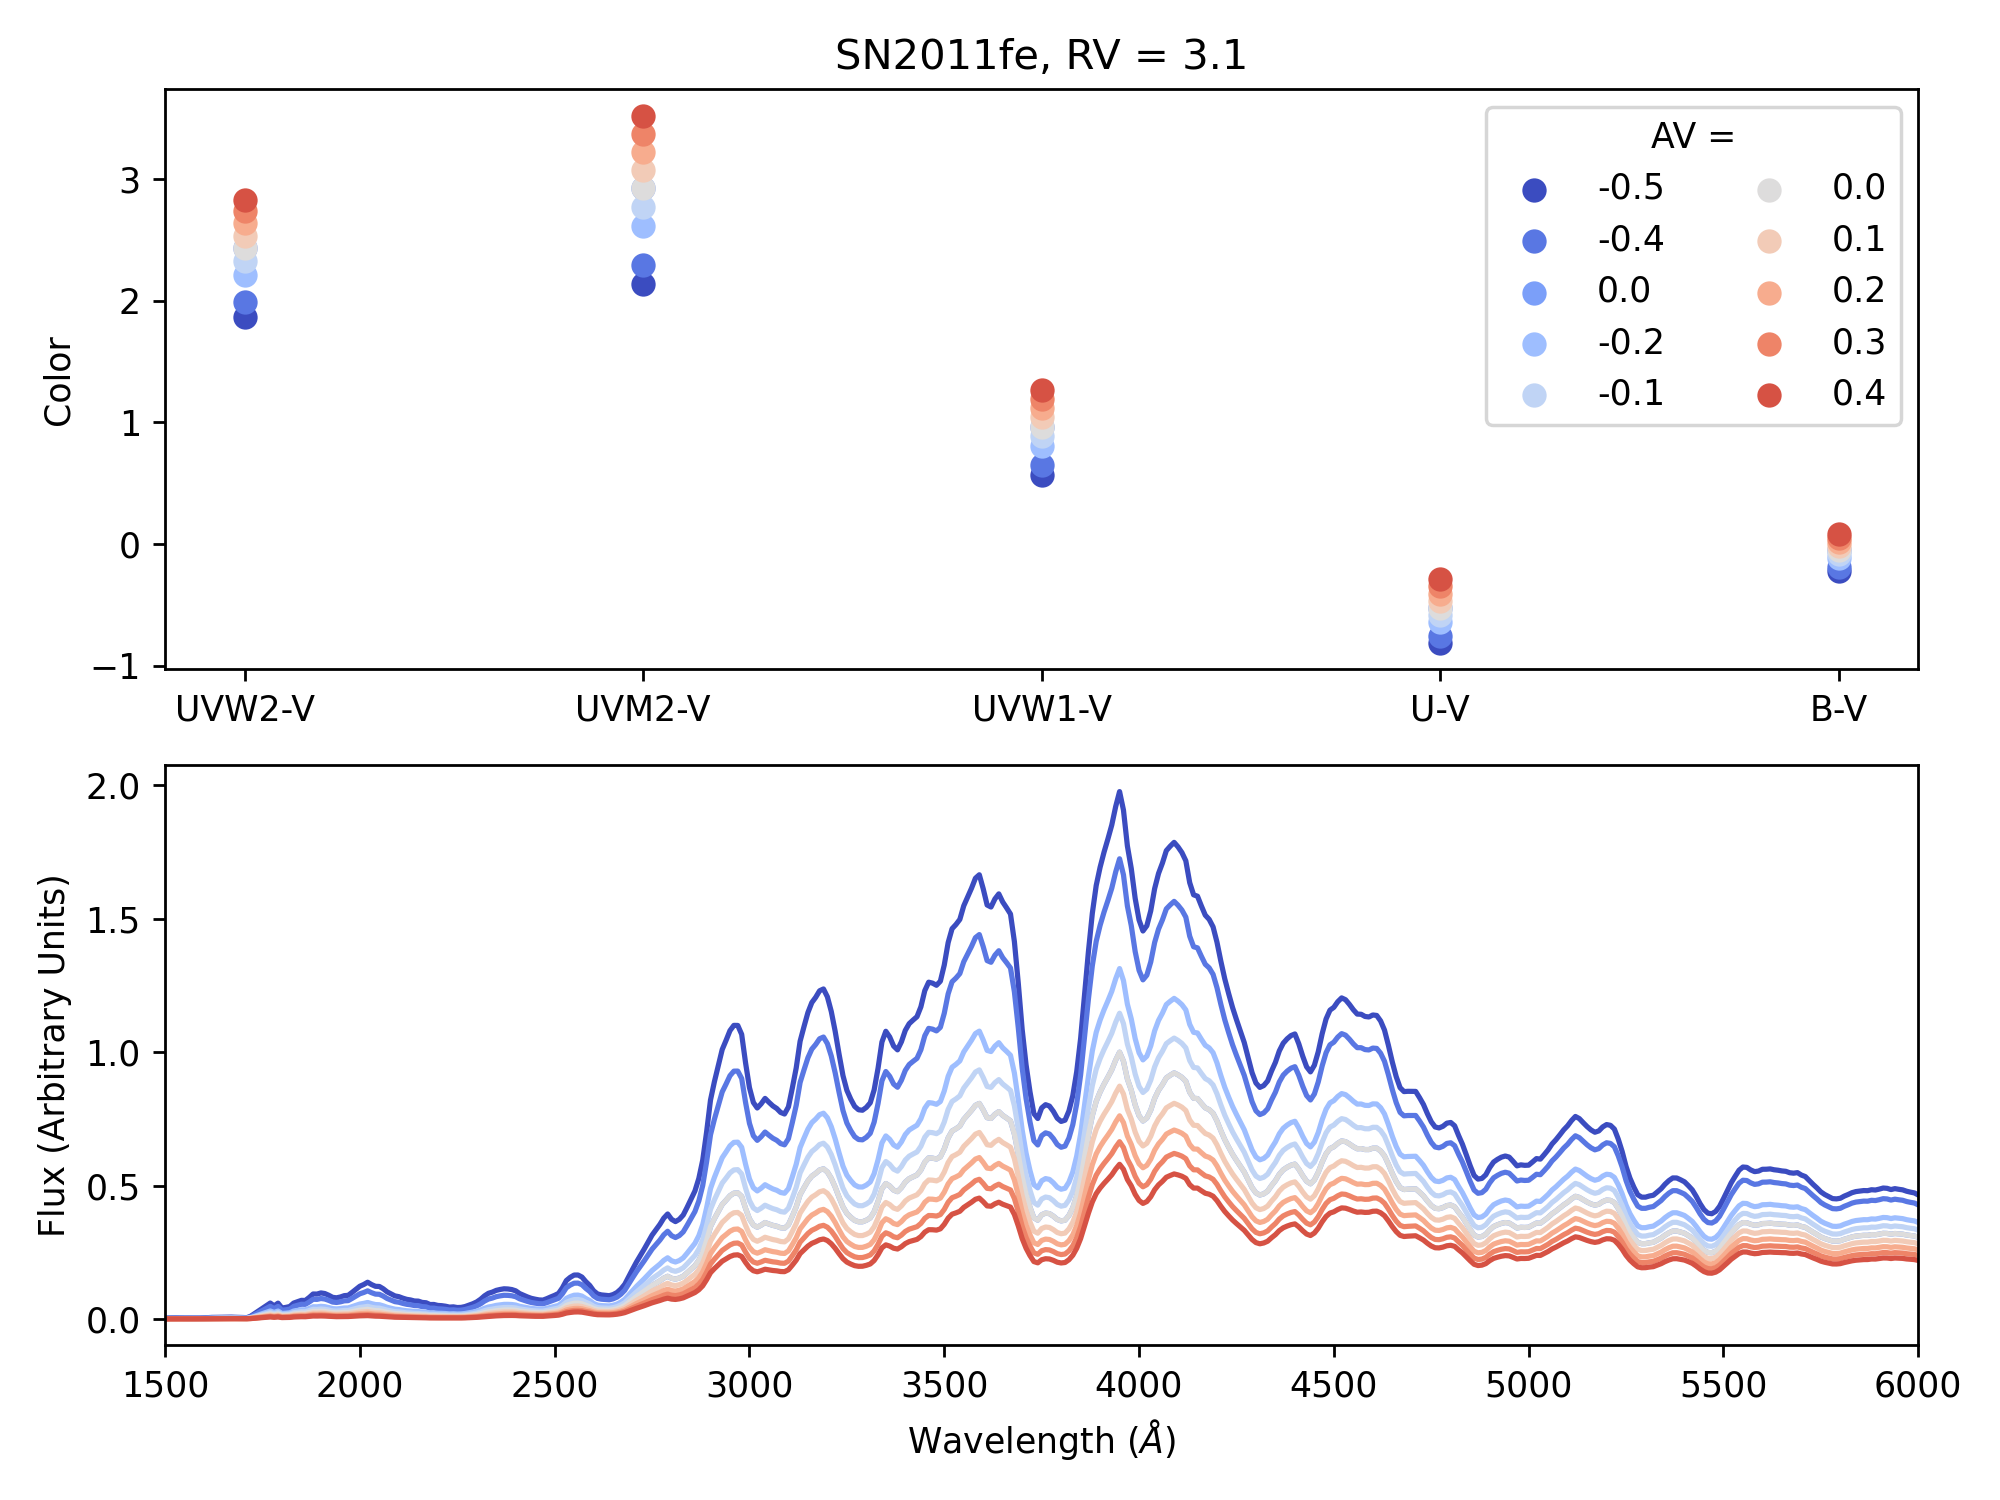 SN2011fe, RV = 3.1
Color
3
2
1
0
−1
AV =
-0.5 0.0
-0.4 0.1
0.0 0.2
-0.2 0.3
-0.1 0.4
UVW2-V UVM2-V UVW1-V U-V B-V
Flux (Arbitrary Units)
2.0
1.5
1.0
0.5
0.0
1500 2000 2500 3000 3500 4000 4500 5000 5500 6000
Wavelength (Å)